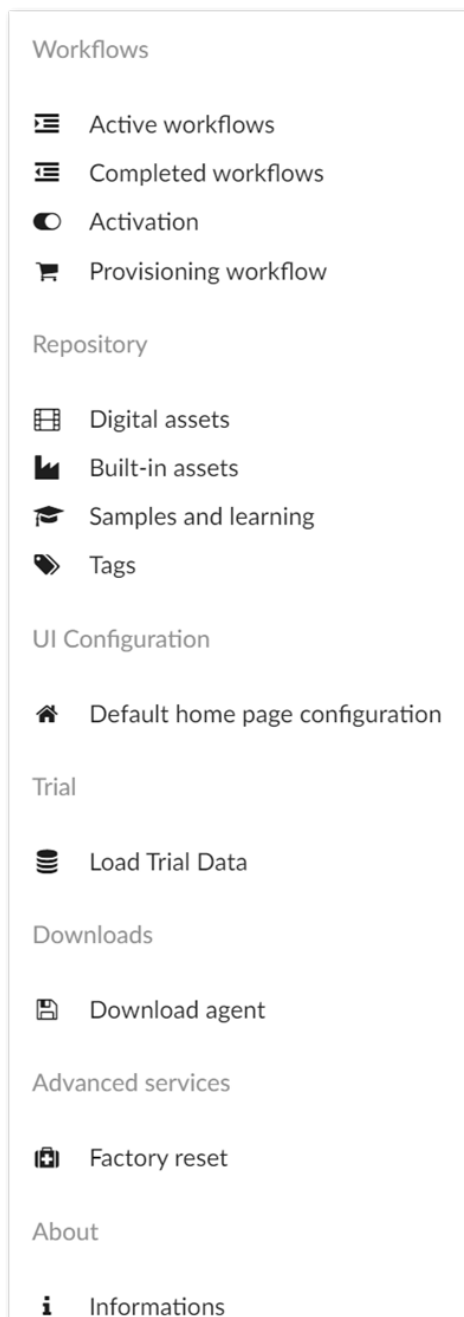 Workflows
Active workflows
Completed workflows
Activation
Provisioning workflow
Repository
Digital assets
Built-in assets
Samples and learning
Tags
UI Configuration
Default home page configuration
Trial
Load Trial Data
Downloads
Download agent
Advanced services
Factory reset
About
Informations